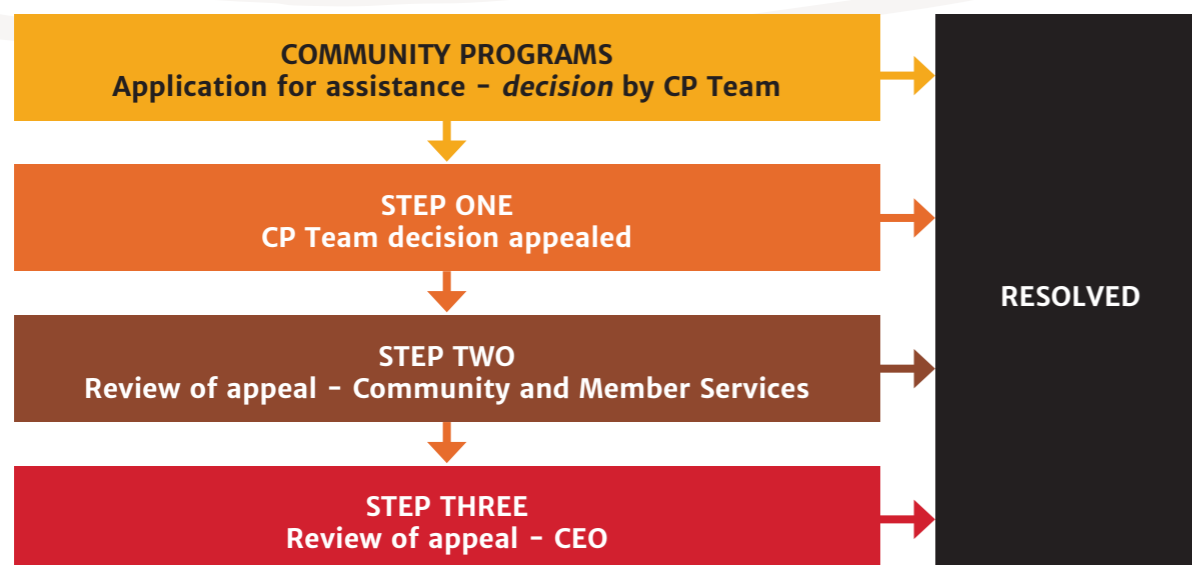 COMMUNITY PROGRAMS
Application for assistance - decision by CP Team
STEP ONE
CP Team decision appealed
STEP TWO
Review of appeal - Community and Member Services
STEP THREE
Review of appeal - CEO
RESOLVED